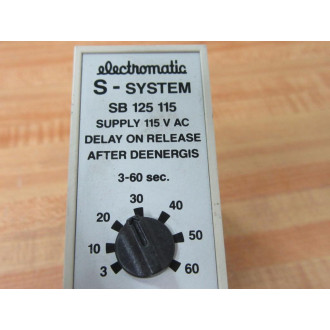 electromatic
S - SYSTEM
SB 125 115
SUPPLY 115 V AC
DELAY ON RELEASE
AFTER DEENERGIS
3-60 sec.
30
20 40
10 50
3 60